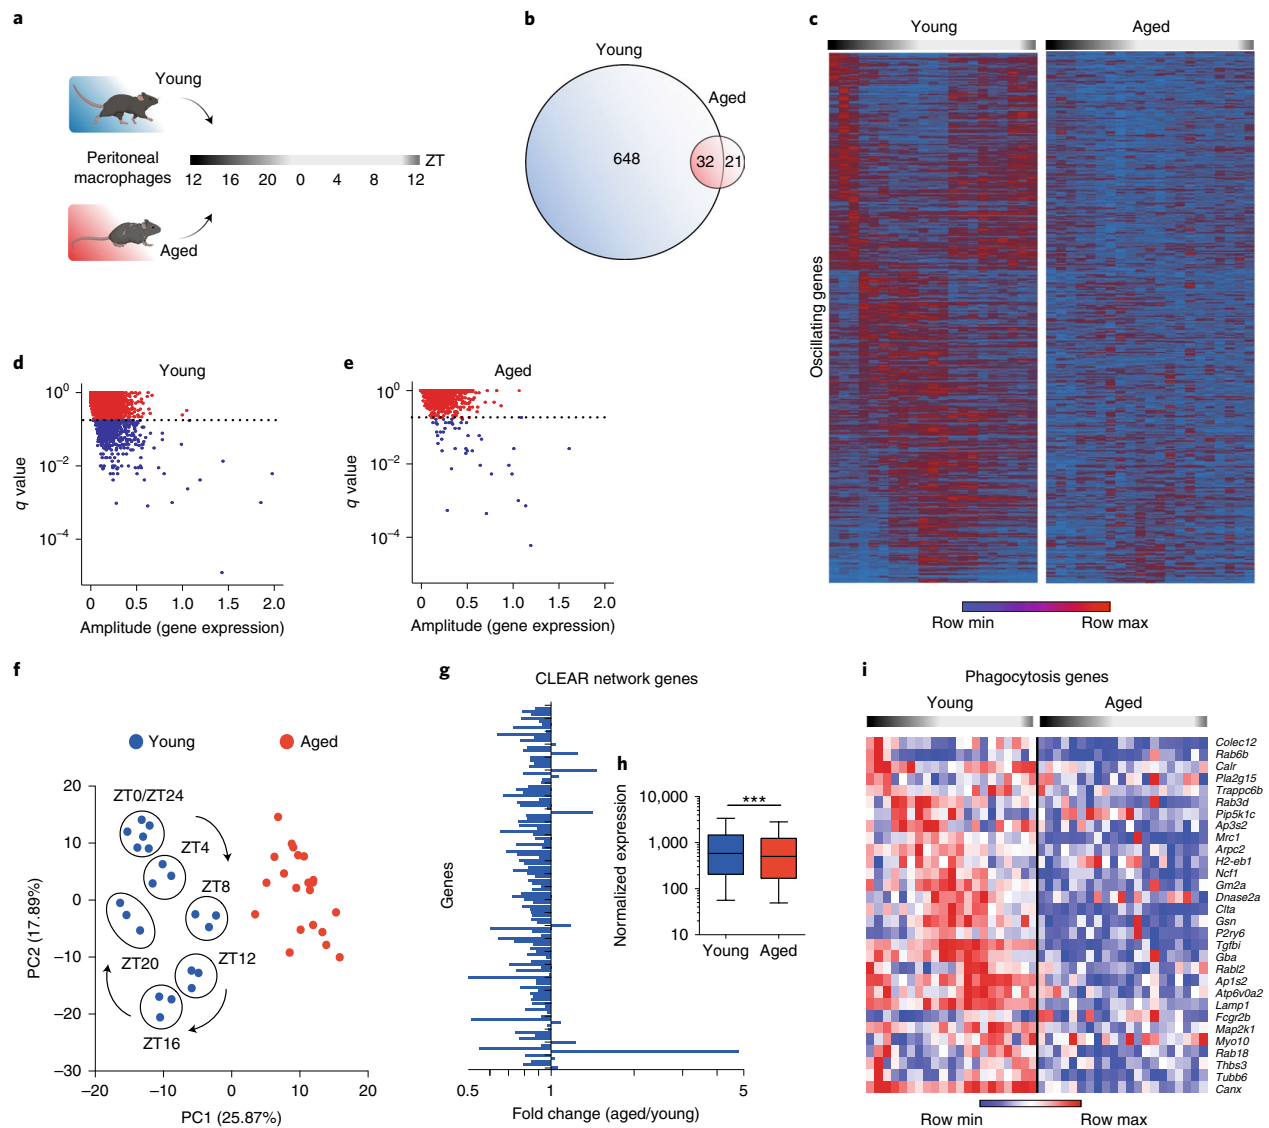 a
Young
Peritoneal
macrophages
ZT
12 16 20 0 4 8 12
Aged
b
Young
Aged
648
32
21
c
Young
Aged
Oscillating genes
Row min
Row max
d
Young
10^0
10^−2
10^−4
q value
0 0.5 1.0 1.5 2.0
Amplitude (gene expression)
e
Aged
10^0
10^−2
10^−4
q value
0 0.5 1.0 1.5 2.0
Amplitude (gene expression)
f
Young
Aged
20
10
0
−10
−20
−30
PC2 (17.89%)
ZT0/ZT24
ZT4
ZT8
ZT20
ZT12
ZT16
−20 −10 0 10 20
PC1 (25.87%)
g
CLEAR network genes
Genes
0.5 1 5
Fold change (aged/young)
h
Normalized expression
10,000
1,000
100
10
***
Young Aged
i
Phagocytosis genes
Young
Aged
Colec12
Rab6b
Calr
Pla2g15
Trappc6b
Rab3d
Pip5k1c
Ap3s2
Mrc1
Arpc2
H2-eb1
Ncf1
Gm2a
Dnase2a
Clta
Gsn
P2ry6
Tgfbi
Gba
Rabl2
Ap1s2
Atp6v0a2
Lamp1
Fcgr2b
Map2k1
Myo10
Rab18
Thbs3
Tubb6
Canx
Row min
Row max